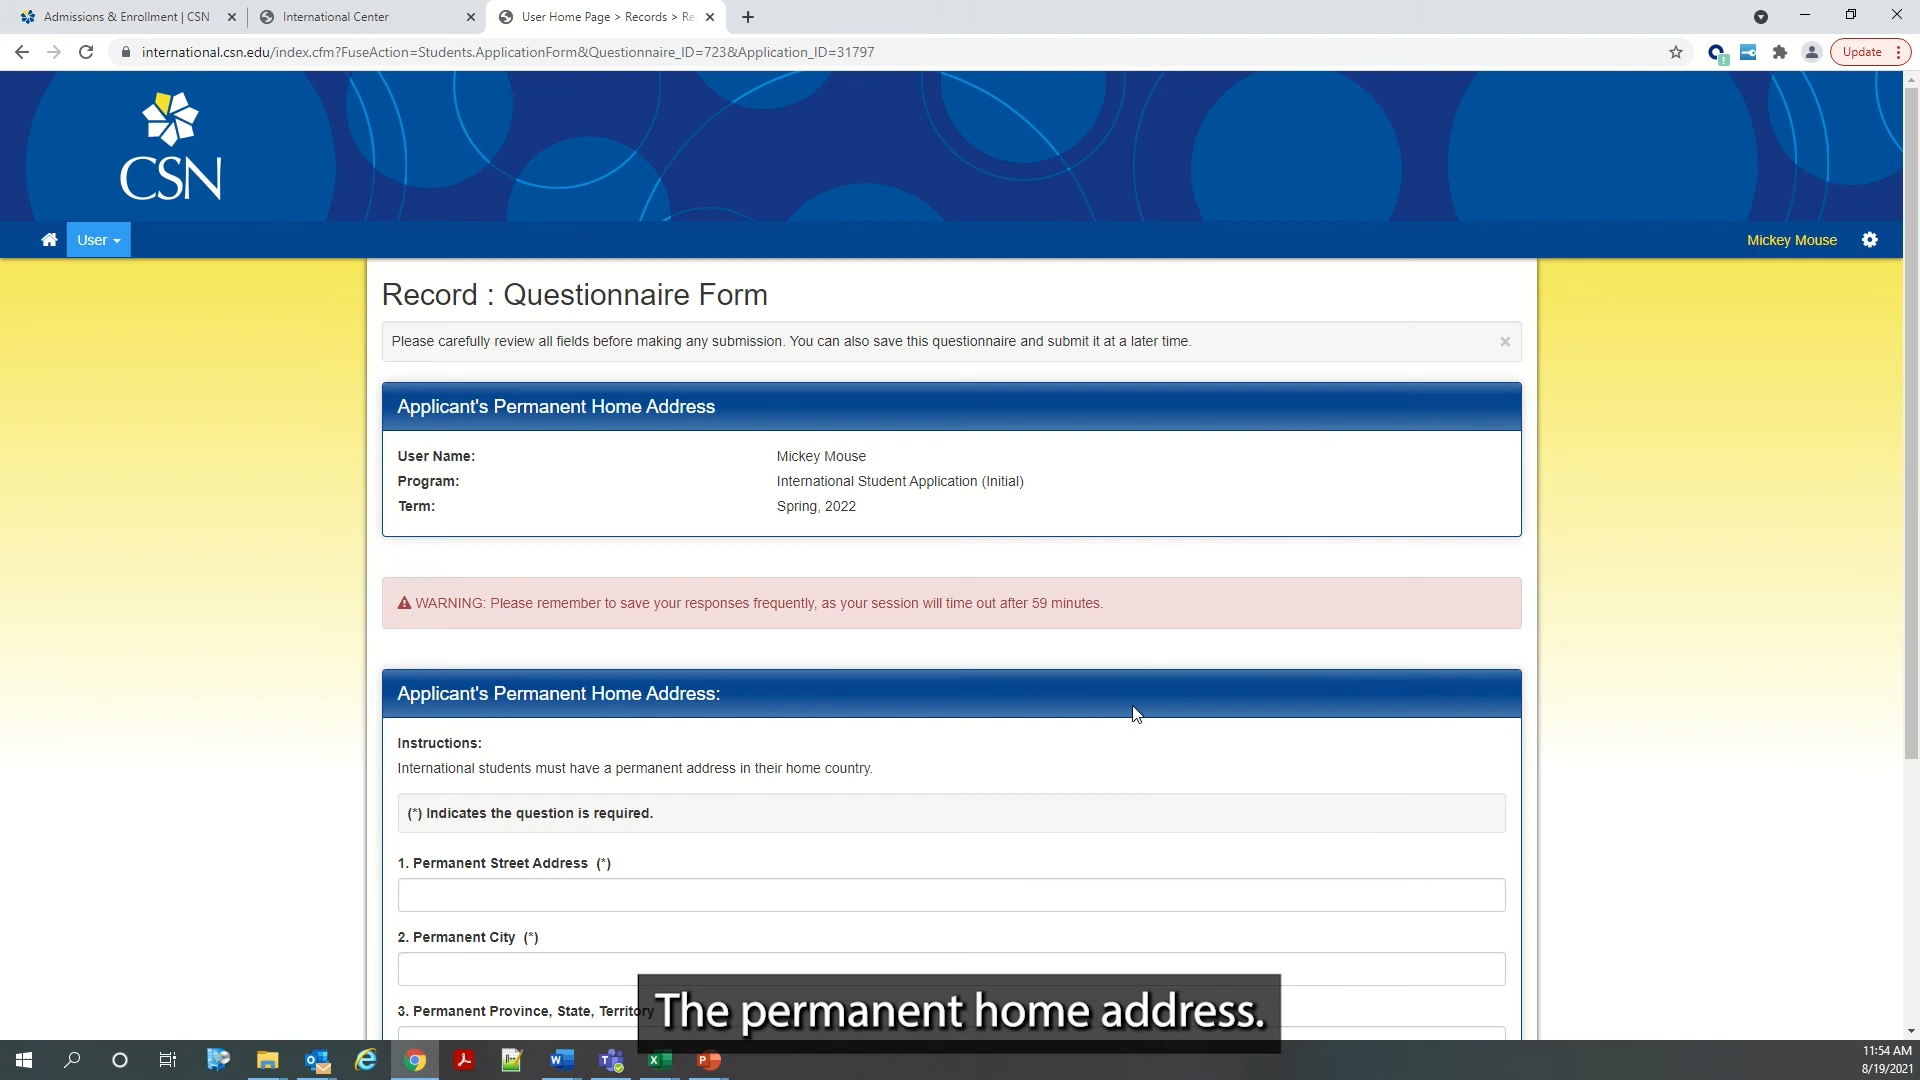 Admissions & Enrollment | CSN
International Center
User Home Page > Records > Re
international.csn.edu/index.cfm?FuseAction=Students.ApplicationForm&Questionnaire_ID=723&Application_ID=31797
Update
CSN
User
Mickey Mouse
Record : Questionnaire Form
Please carefully review all fields before making any submission. You can also save this questionnaire and submit it at a later time.
Applicant's Permanent Home Address
User Name: Mickey Mouse
Program: International Student Application (Initial)
Term: Spring, 2022
WARNING: Please remember to save your responses frequently, as your session will time out after 59 minutes.
Applicant's Permanent Home Address:
Instructions:
International students must have a permanent address in their home country.
(*) Indicates the question is required.
1. Permanent Street Address (*)
2. Permanent City (*)
3. Permanent Province, State, Territory
The permanent home address.
11:54 AM
8/19/2021